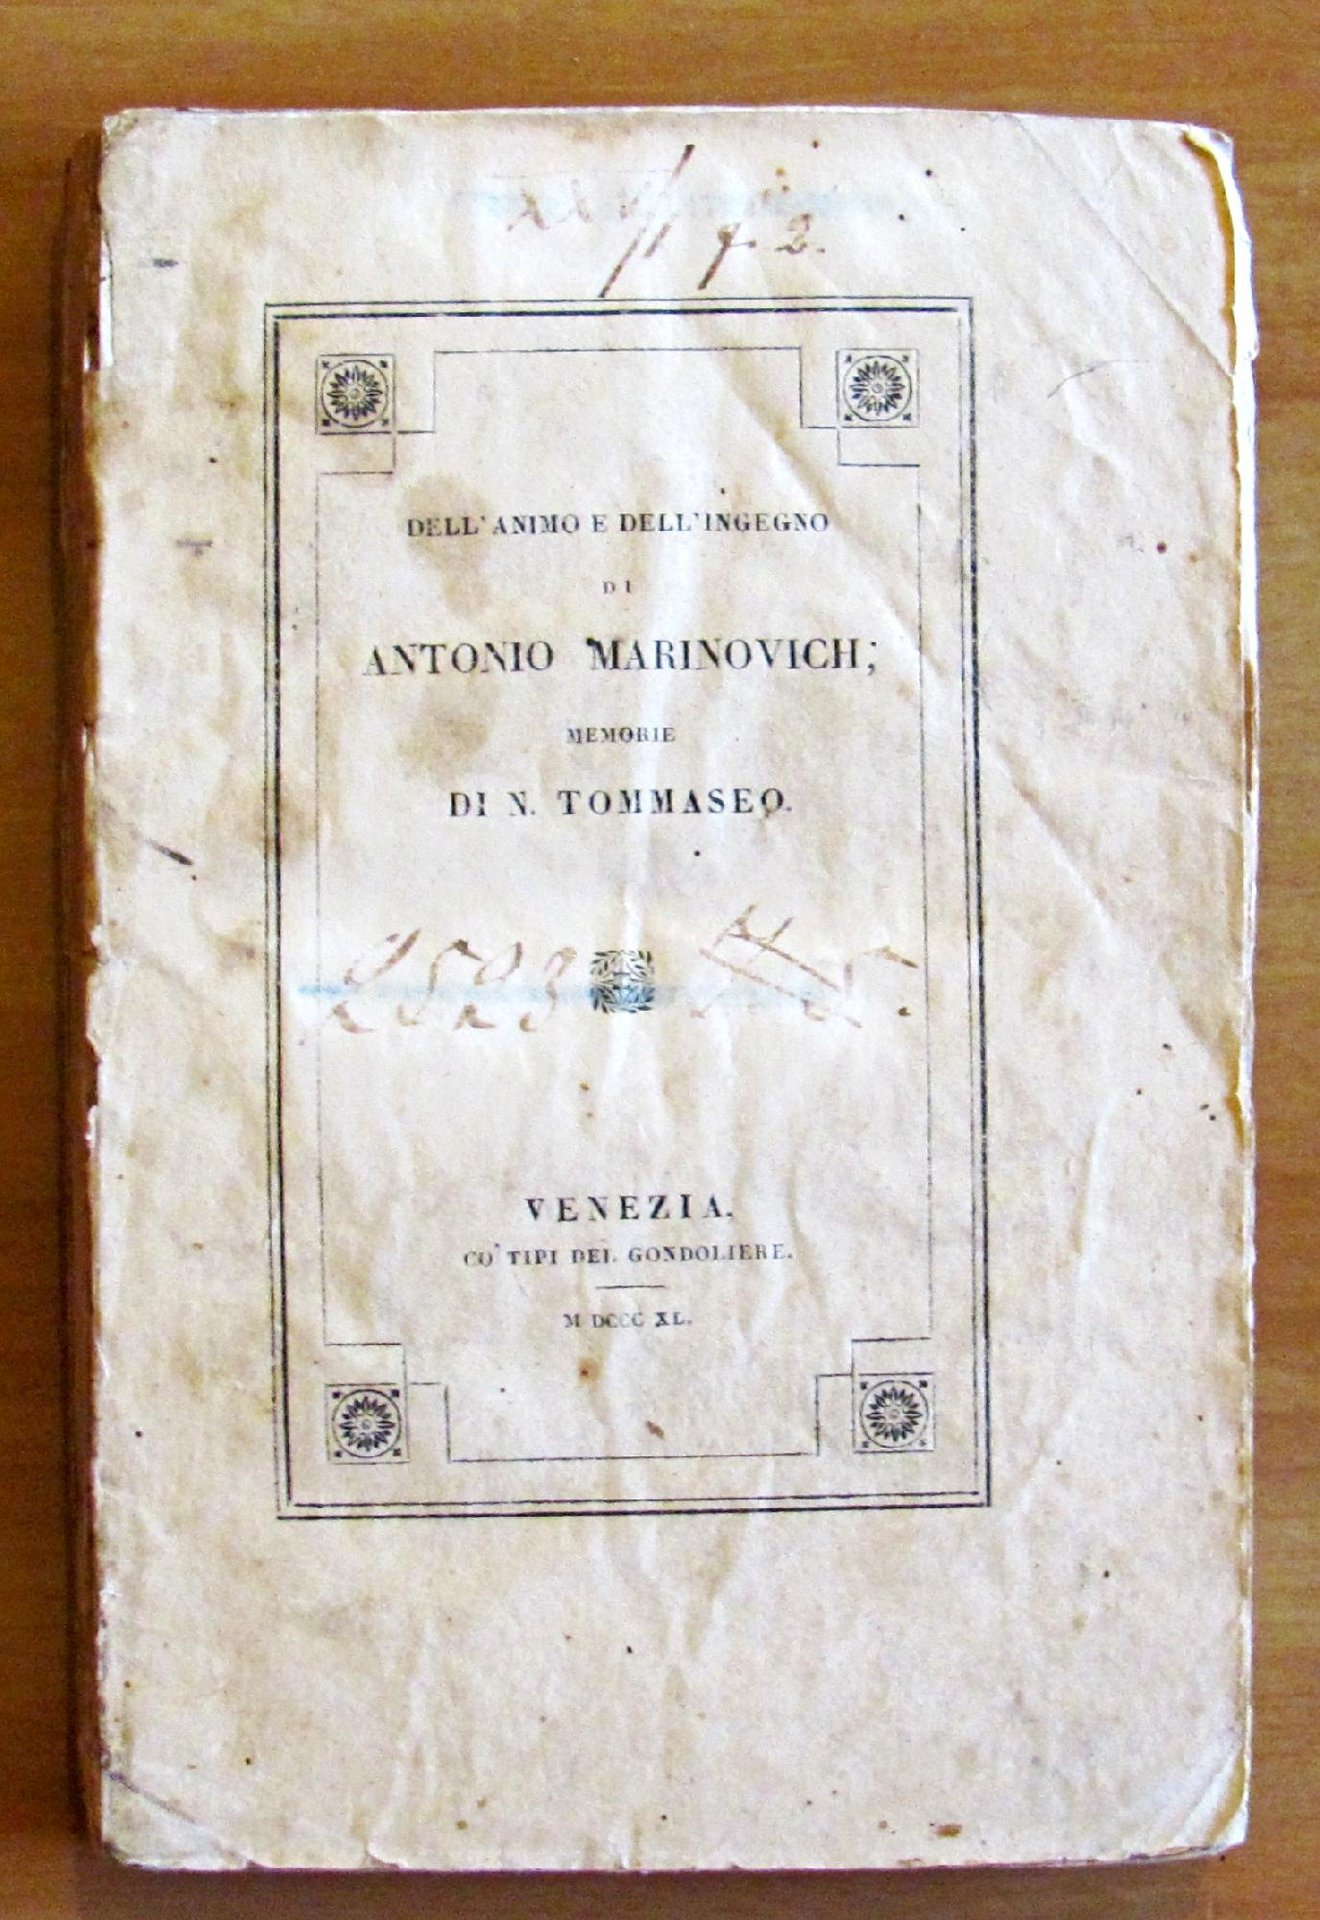 DELL' ANIMO E DELL' INGEGNO
DI
ANTONIO MARINOVICH;
MEMORIE
DI N. TOMMASEO.
VENEZIA,
CO' TIPI DEL GONDOLIERE.
M DCCC XL.